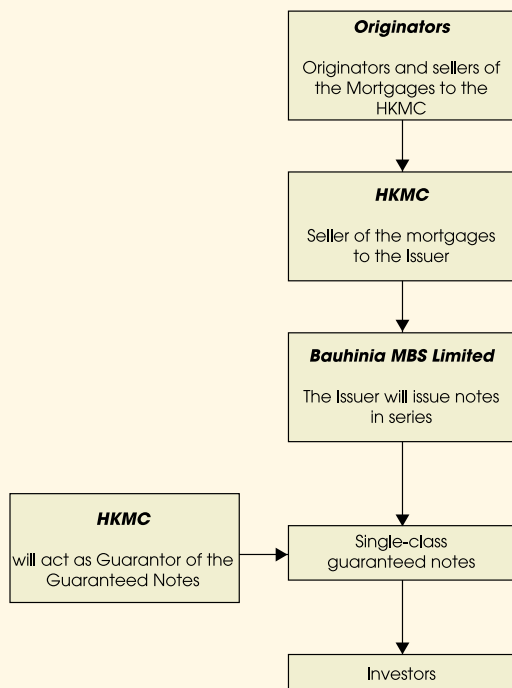 Originators
Originators and sellers of
the Mortgages to the
HKMC
HKMC
Seller of the mortgages
to the Issuer
Bauhinia MBS Limited
The Issuer will issue notes
in series
HKMC
will act as Guarantor of the
Guaranteed Notes
Single-class
guaranteed notes
Investors